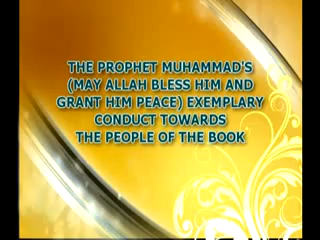 THE PROPHET MUHAMMAD'S
(MAY ALLAH BLESS HIM AND
GRANT HIM PEACE) EXEMPLARY
CONDUCT TOWARDS
THE PEOPLE OF THE BOOK